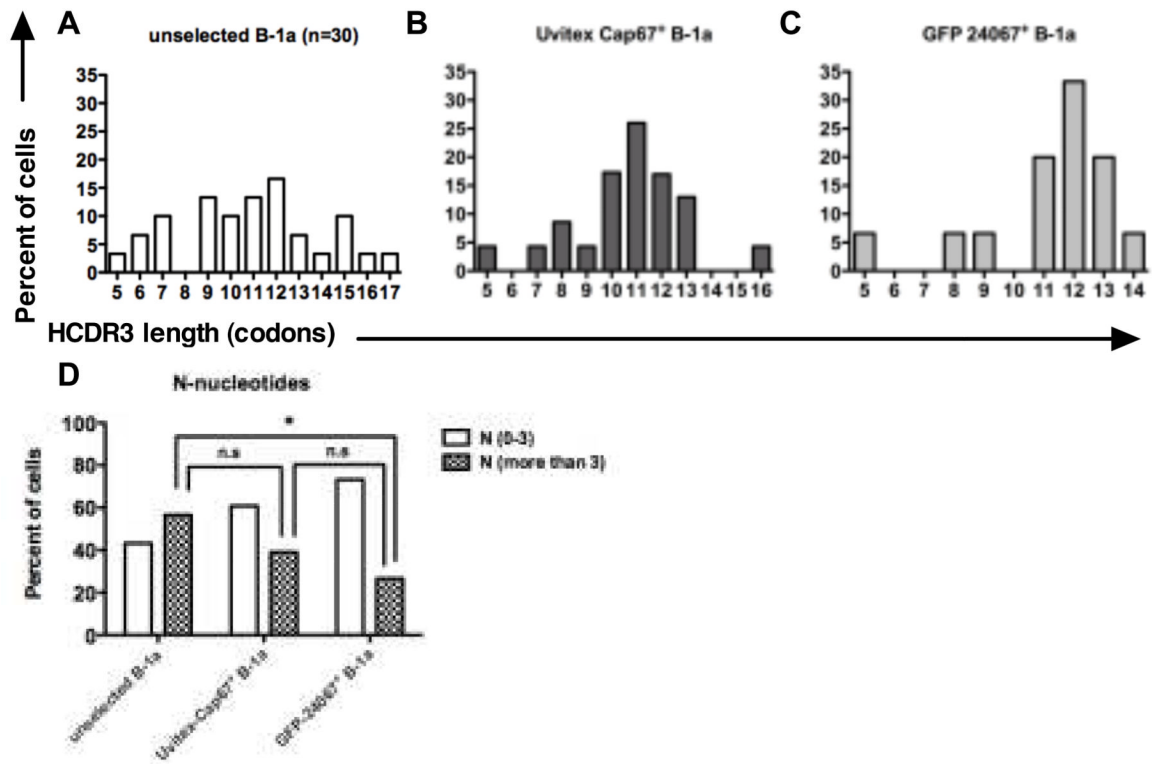 A
unselected B-1a (n=30)
B
Uvitex Cap67+ B-1a
C
GFP 24067+ B-1a
Percent of cells
35
30
25
20
15
10
5
0
5 6 7 8 9 10 11 12 13 14 15 16 17
35
30
25
20
15
10
5
0
5 6 7 8 9 10 11 12 13 14 15 16
35
30
25
20
15
10
5
0
5 6 7 8 9 10 11 12 13 14
HCDR3 length (codons)
D
N-nucleotides
Percent of cells
100
80
60
40
20
0
*
n.s
n.s
N (0-3)
N (more than 3)
unselected B-1a
Uvitex-Cap67+ B-1a
GFP-24067+ B-1a